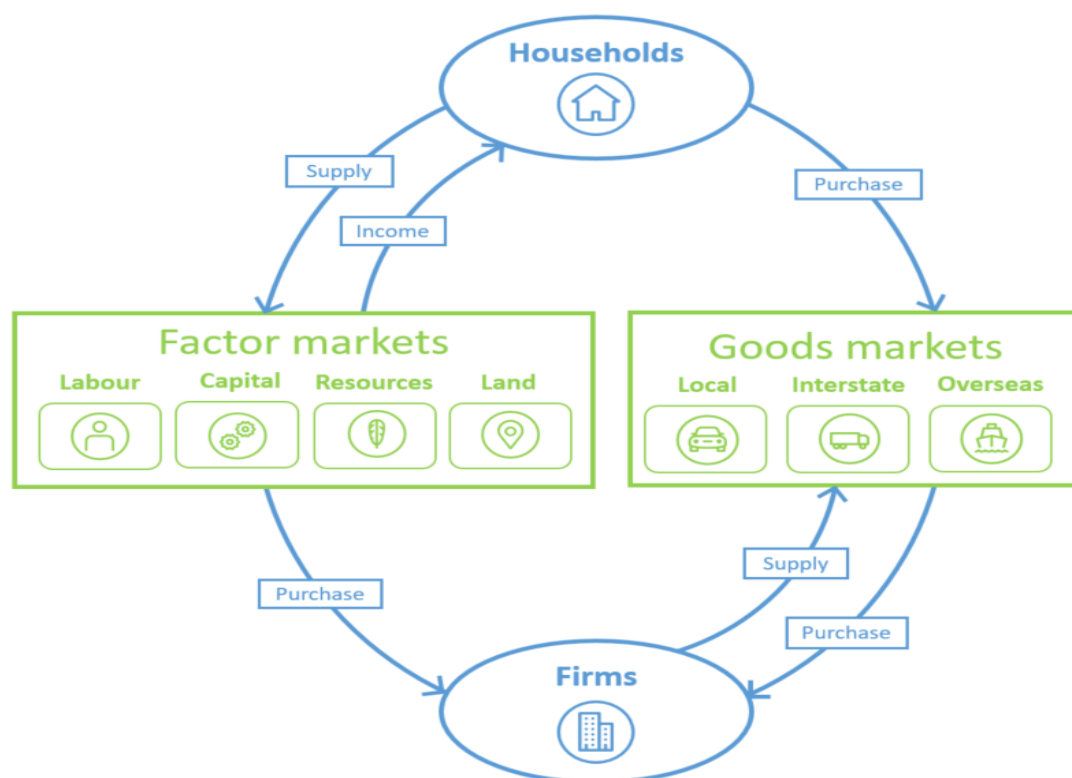 Households
Supply
Purchase
Income
Factor markets
Labour Capital Resources Land
Goods markets
Local Interstate Overseas
Purchase
Supply
Purchase
Firms